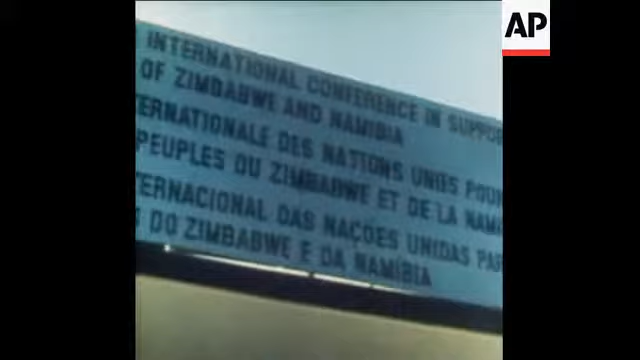 AP
INTERNATIONAL CONFERENCE IN SUPPO
OF ZIMBABWE AND NAMIBIA
ERNATIONALE DES NATIONS UNIES POUR
PEUPLES DU ZIMBABWE ET DE LA NAMI
ERNACIONAL DAS NAÇOES UNIDAS PAR
DO ZIMBABWE E DA NAMÍBIA